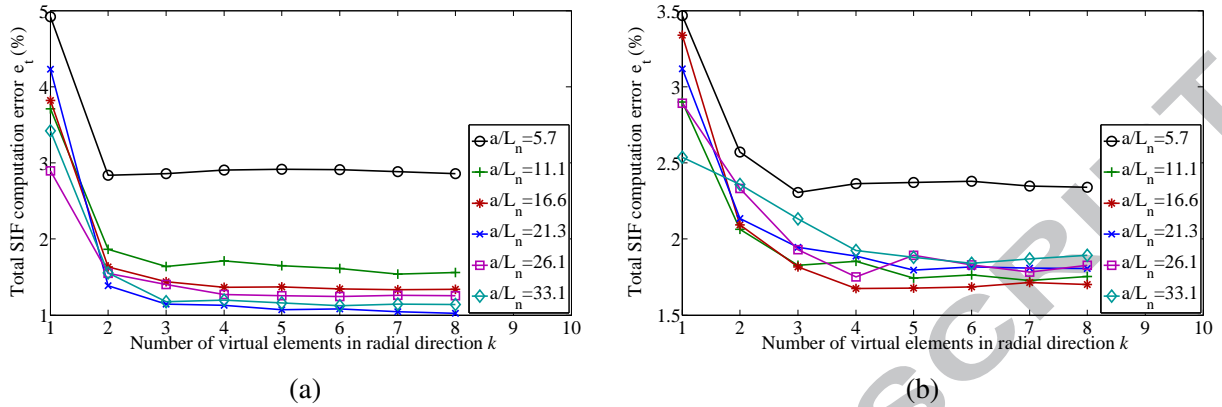 Total SIF computation error e_t (%)
5
4
3
2
1
1 2 3 4 5 6 7 8 9 10
Number of virtual elements in radial direction k
a/L_n=5.7
a/L_n=11.1
a/L_n=16.6
a/L_n=21.3
a/L_n=26.1
a/L_n=33.1
(a)
Total SIF computation error e_t (%)
3.5
3
2.5
2
1.5
1 2 3 4 5 6 7 8 9 10
Number of virtual elements in radial direction k
a/L_n=5.7
a/L_n=11.1
a/L_n=16.6
a/L_n=21.3
a/L_n=26.1
a/L_n=33.1
(b)
SCRIPT